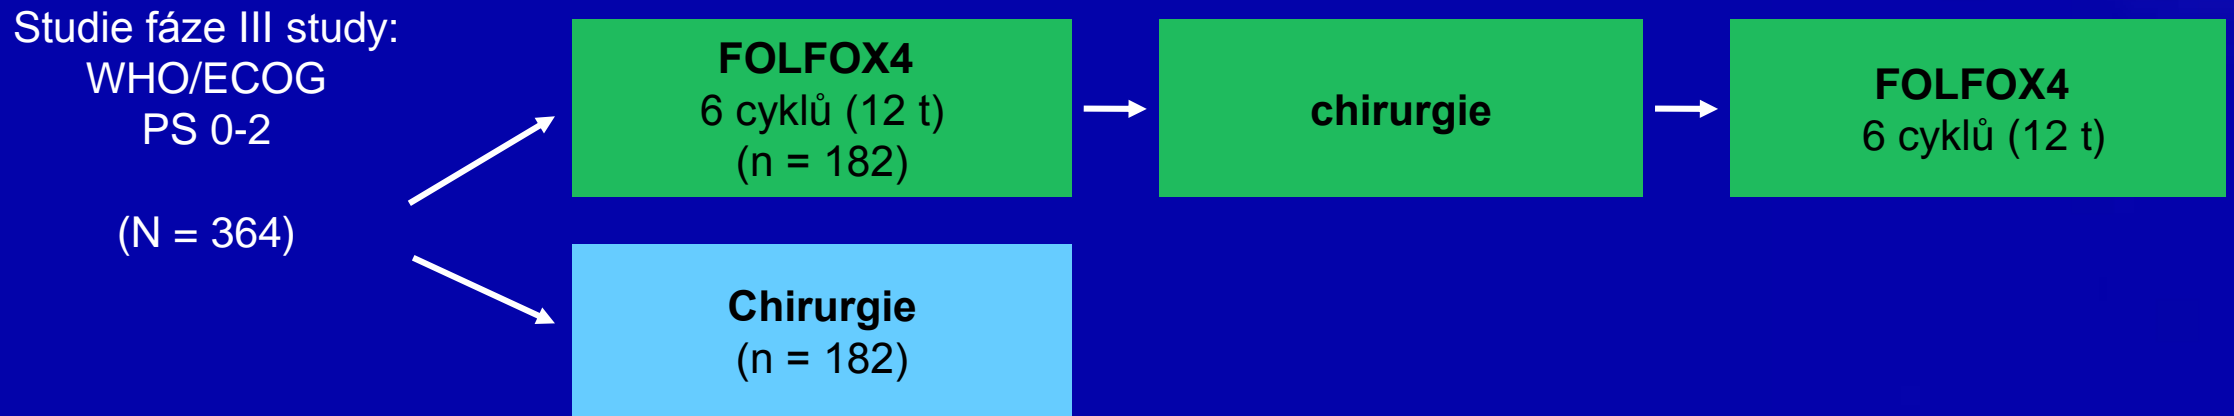 Studie fáze III study:
WHO/ECOG
PS 0-2
(N = 364)
FOLFOX4
6 cyklů (12 t)
(n = 182)
chirurgie
FOLFOX4
6 cyklů (12 t)
Chirurgie
(n = 182)